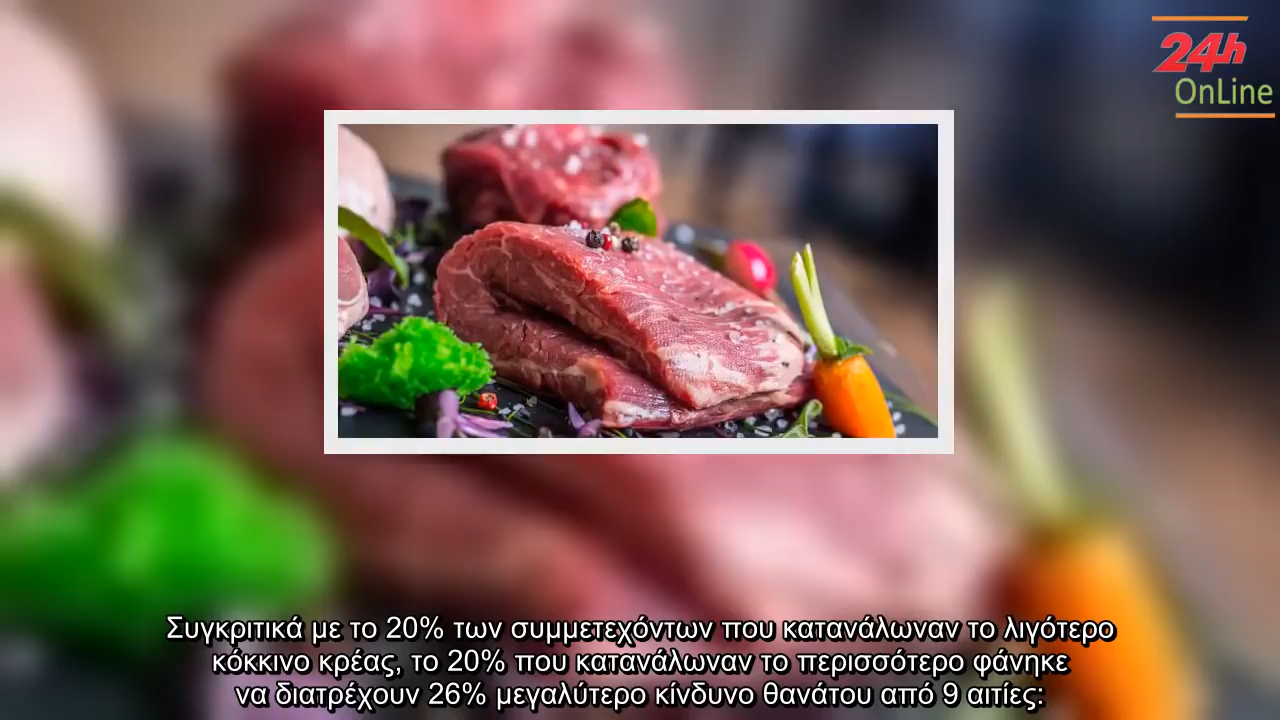 24h
OnLine
Συγκριτικά με το 20% των συμμετεχόντων που κατανάλωναν το λιγότερο
κόκκινο κρέας, το 20% που κατανάλωναν το περισσότερο φάνηκε
να διατρέχουν 26% μεγαλύτερο κίνδυνο θανάτου από 9 αιτίες: